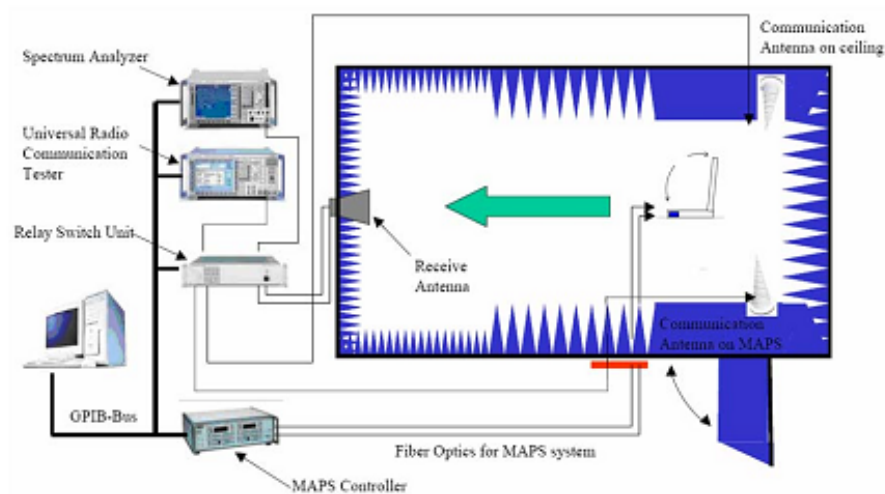 Communication
Antenna on ceiling
Spectrum Analyzer
Universal Radio
Communication
Tester
Relay Switch Unit
Receive
Antenna
Communication
Antenna on MAPS
GPIB-Bus
Fiber Optics for MAPS system
MAPS Controller